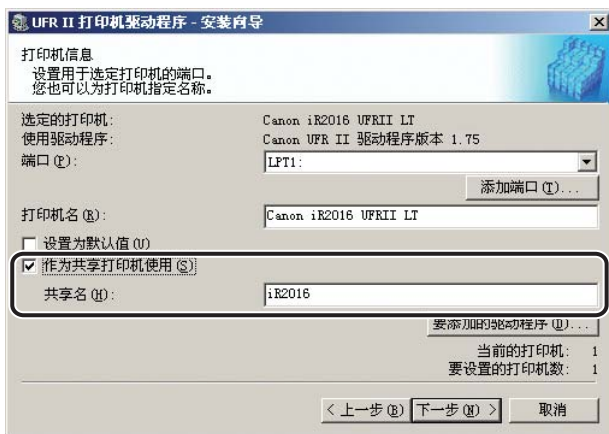 UFR II 打印机驱动程序 - 安装向导
打印机信息
设置用于选定打印机的端口。
您也可以为打印机指定名称。
选定的打印机: Canon iR2016 UFRII LT
使用驱动程序: Canon UFR II 驱动程序版本 1.75
端口(P): LPT1:
添加端口(T)...
打印机名(R): Canon iR2016 UFRII LT
设置为默认值(U)
作为共享打印机使用(S)
共享名(H): iR2016
要添加的驱动程序(D)...
当前的打印机: 1
要设置的打印机数: 1
< 上一步(B) 下一步(N) > 取消